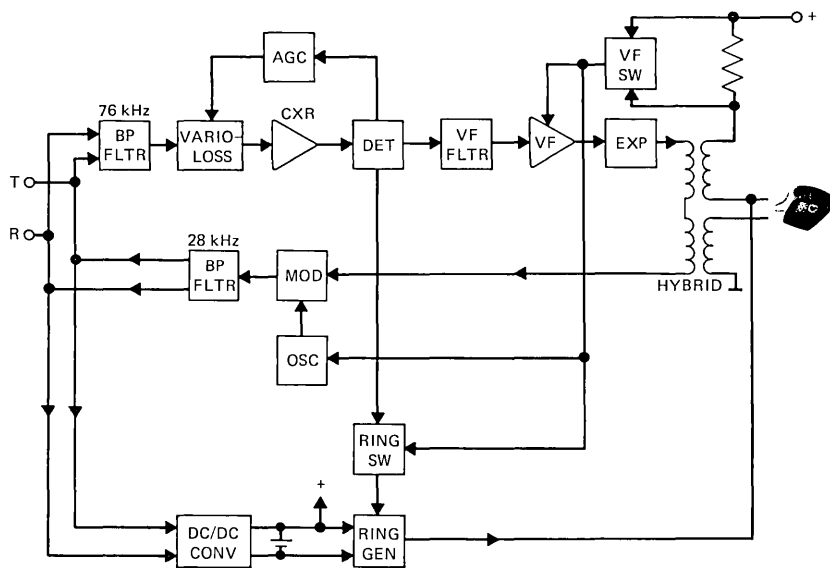 +
VF
SW
AGC
76 kHz
CXR
BP
FLTR
VARIO-
LOSS
DET
VF
FLTR
VF
EXP
T
R
28 kHz
BP
FLTR
MOD
HYBRID
OSC
RING
SW
+
DC/DC
CONV
RING
GEN